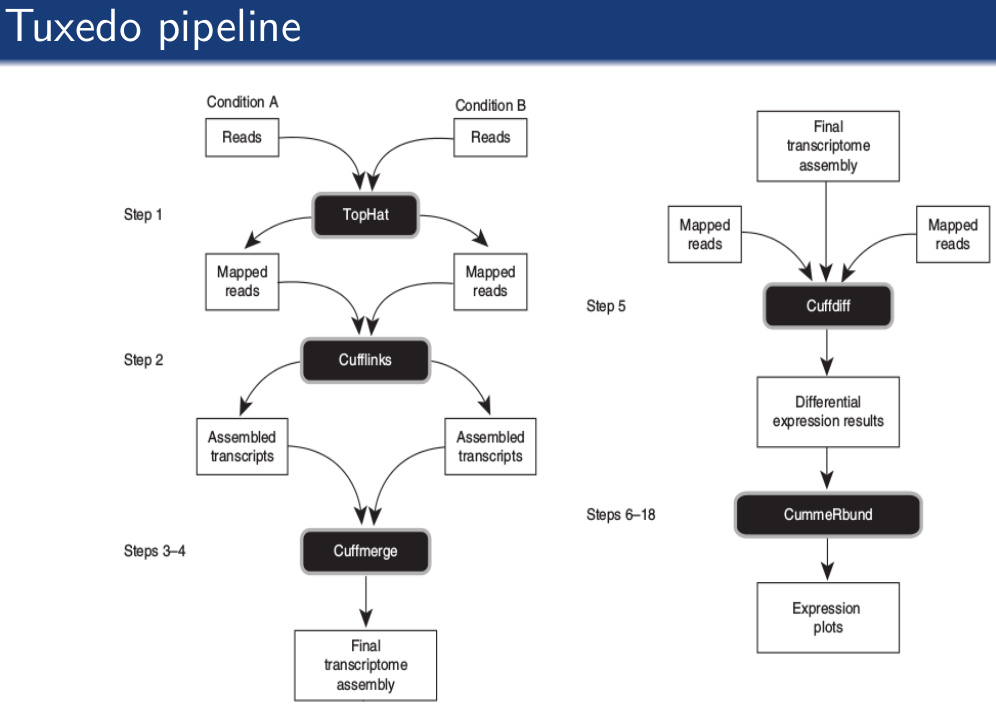 Tuxedo pipeline
Condition A
Condition B
Reads
Reads
Step 1
TopHat
Mapped
reads
Mapped
reads
Step 2
Cufflinks
Assembled
transcripts
Assembled
transcripts
Steps 3–4
Cuffmerge
Final
transcriptome
assembly
Final
transcriptome
assembly
Mapped
reads
Mapped
reads
Step 5
Cuffdiff
Differential
expression results
Steps 6–18
CummeRbund
Expression
plots